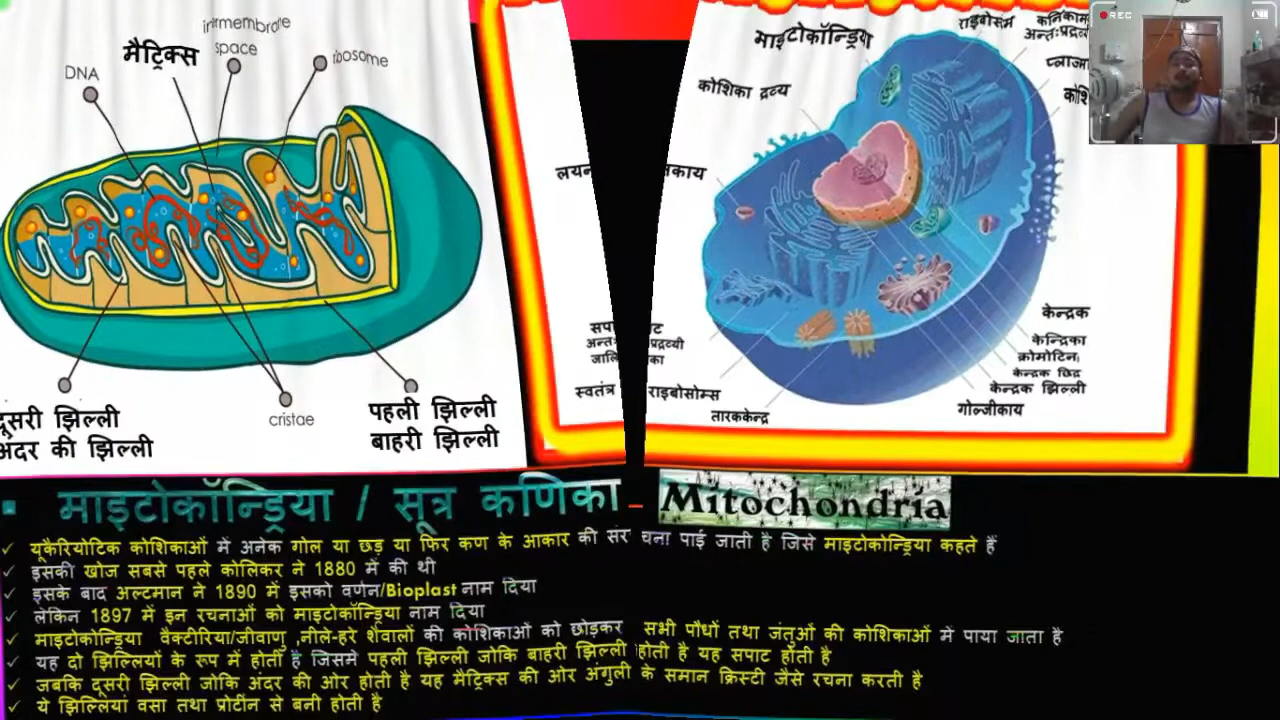 intermembrane
space
मैट्रिक्स
ribosome
DNA
दूसरी झिल्ली
अंदर की झिल्ली
cristae
पहली झिल्ली
बाहरी झिल्ली
माइटोकॉन्ड्रिया
राइबोसोम
कोशिका द्रव्य
REC
केन्द्रक
केन्द्रिका
क्रोमोटिन
केन्द्रक छिद्र
केन्द्रक झिल्ली
गोल्जीकाय
स्वतंत्र राइबोसोम्स
तारककेन्द्र
माइटोकॉन्ड्रिया / सूत्र कणिका – Mitochondria
यूकैरियोटिक कोशिकाओं में अनेक गोल या छड़ या फिर कण के आकार की संरचना पाई जाती है जिसे माइटोकोन्ड्रिया कहते हैं
इसकी खोज सबसे पहले कोलिकर ने 1880 में की थी
इसके बाद अल्टमान ने 1890 में इसको वर्णन/Bioplast नाम दिया
लेकिन 1897 में इन रचनाओं को माइटोकॉन्ड्रिया नाम दिया
माइटोकोन्ड्रिया वैक्टीरिया/जीवाणु ,नीले-हरे शैवालों की कोशिकाओं को छोड़कर सभी पौधों तथा जंतुओं की कोशिकाओं में पाया जाता है
यह दो झिल्लियों के रूप में होती है जिसमे पहली झिल्ली जोकि बाहरी झिल्ली होती है यह सपाट होती है
जबकि दूसरी झिल्ली जोकि अंदर की ओर होती है यह मैट्रिक्स की ओर अंगुली के समान क्रिस्टी जैसे रचना करती है
ये झिल्लियां वसा तथा प्रोटीन से बनी होती है